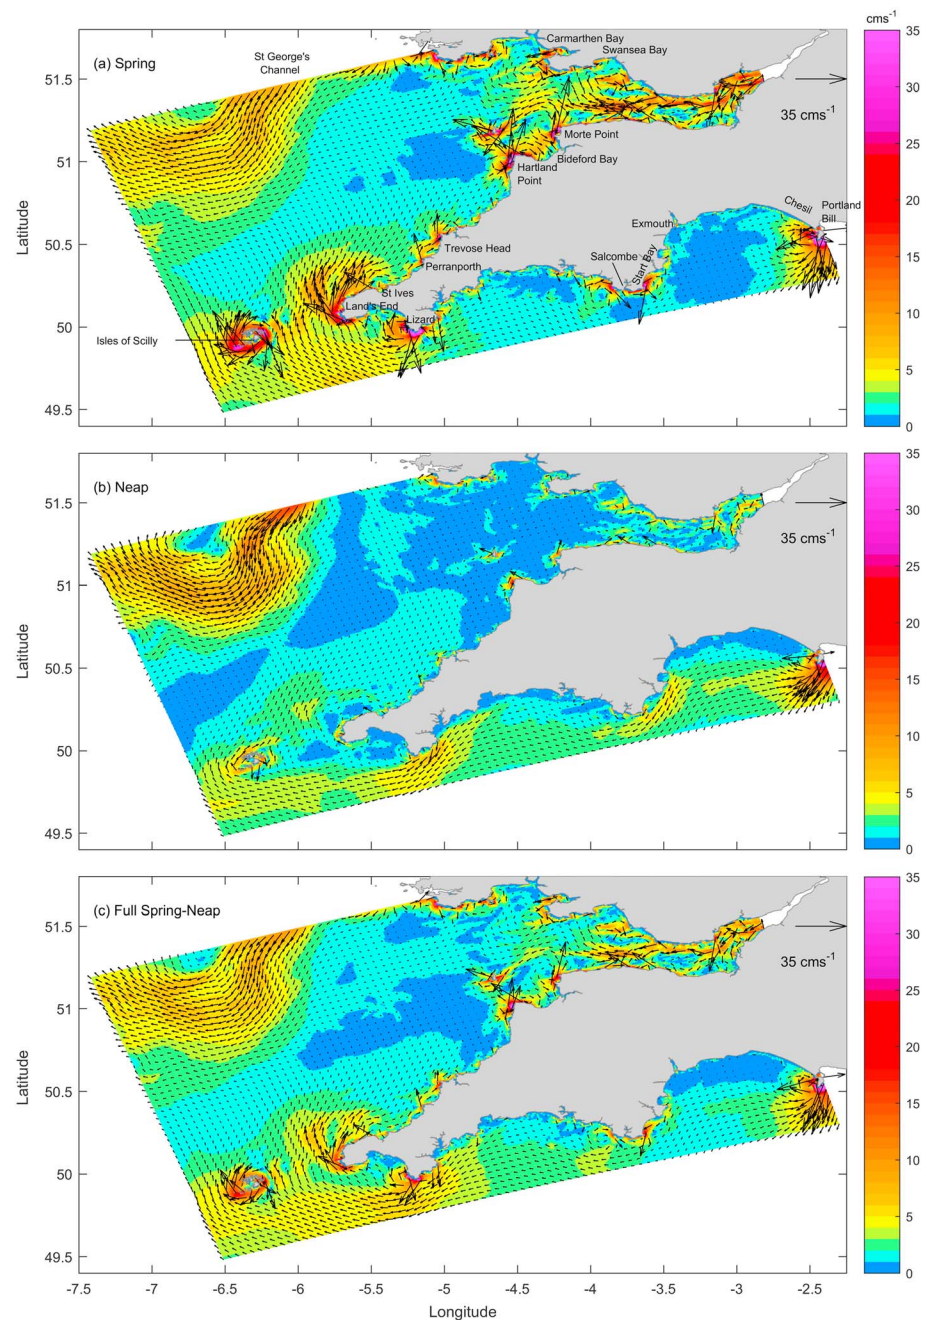 cms⁻¹
35
(a) Spring
St George's
Channel
Carmarthen Bay
Swansea Bay
51.5
30
35 cms⁻¹
25
Morte Point
51
Bideford Bay
Hartland
Point
20
Latitude
Chesil
Portland
Bill
50.5
Exmouth
15
Trevose Head
Salcombe
Start Bay
Perranporth
St Ives
10
Land's End
50
Lizard
Isles of Scilly
5
49.5
0
35
(b) Neap
51.5
30
35 cms⁻¹
25
51
20
Latitude
50.5
15
10
50
5
49.5
0
35
(c) Full Spring-Neap
51.5
30
35 cms⁻¹
25
51
20
Latitude
50.5
15
10
50
5
49.5
0
-7.5 -7 -6.5 -6 -5.5 -5 -4.5 -4 -3.5 -3 -2.5
Longitude